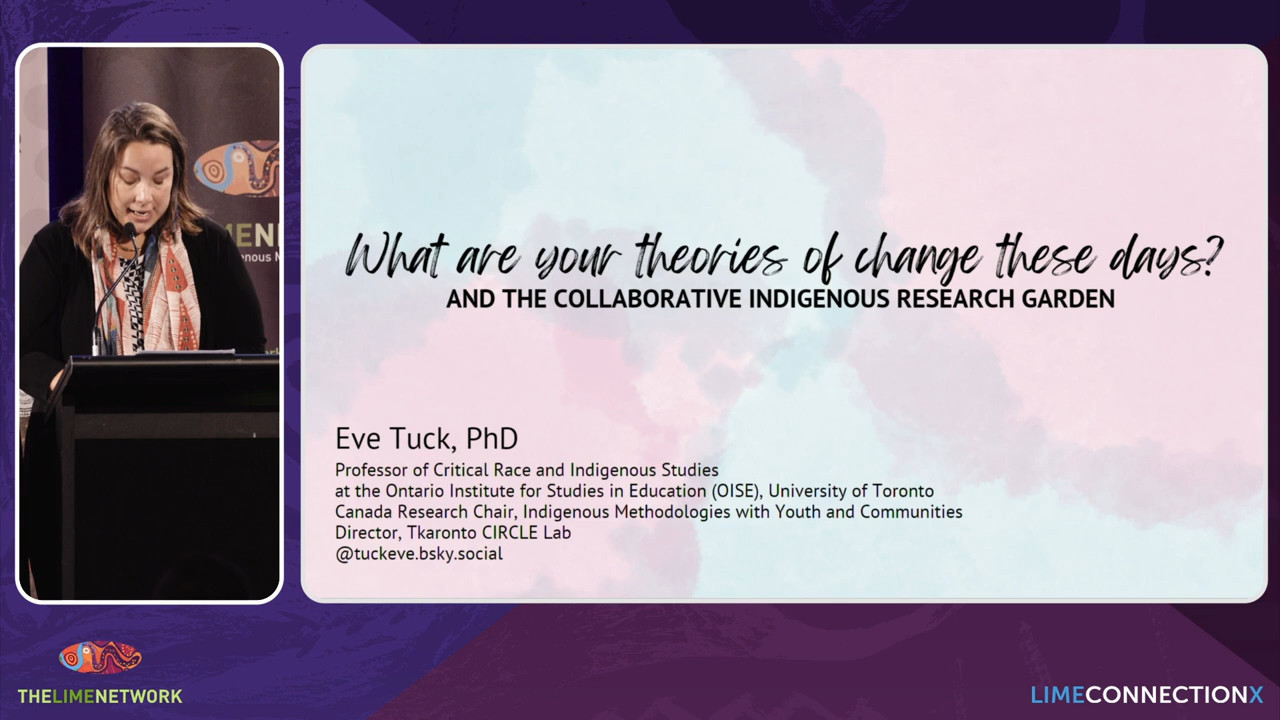 MEN
enous N
What are your theories of change these days?
AND THE COLLABORATIVE INDIGENOUS RESEARCH GARDEN
Eve Tuck, PhD
Professor of Critical Race and Indigenous Studies
at the Ontario Institute for Studies in Education (OISE), University of Toronto
Canada Research Chair, Indigenous Methodologies with Youth and Communities
Director, Tkaronto CIRCLE Lab
@tuckeve.bsky.social
THELIMENETWORK
LIMECONNECTIONX